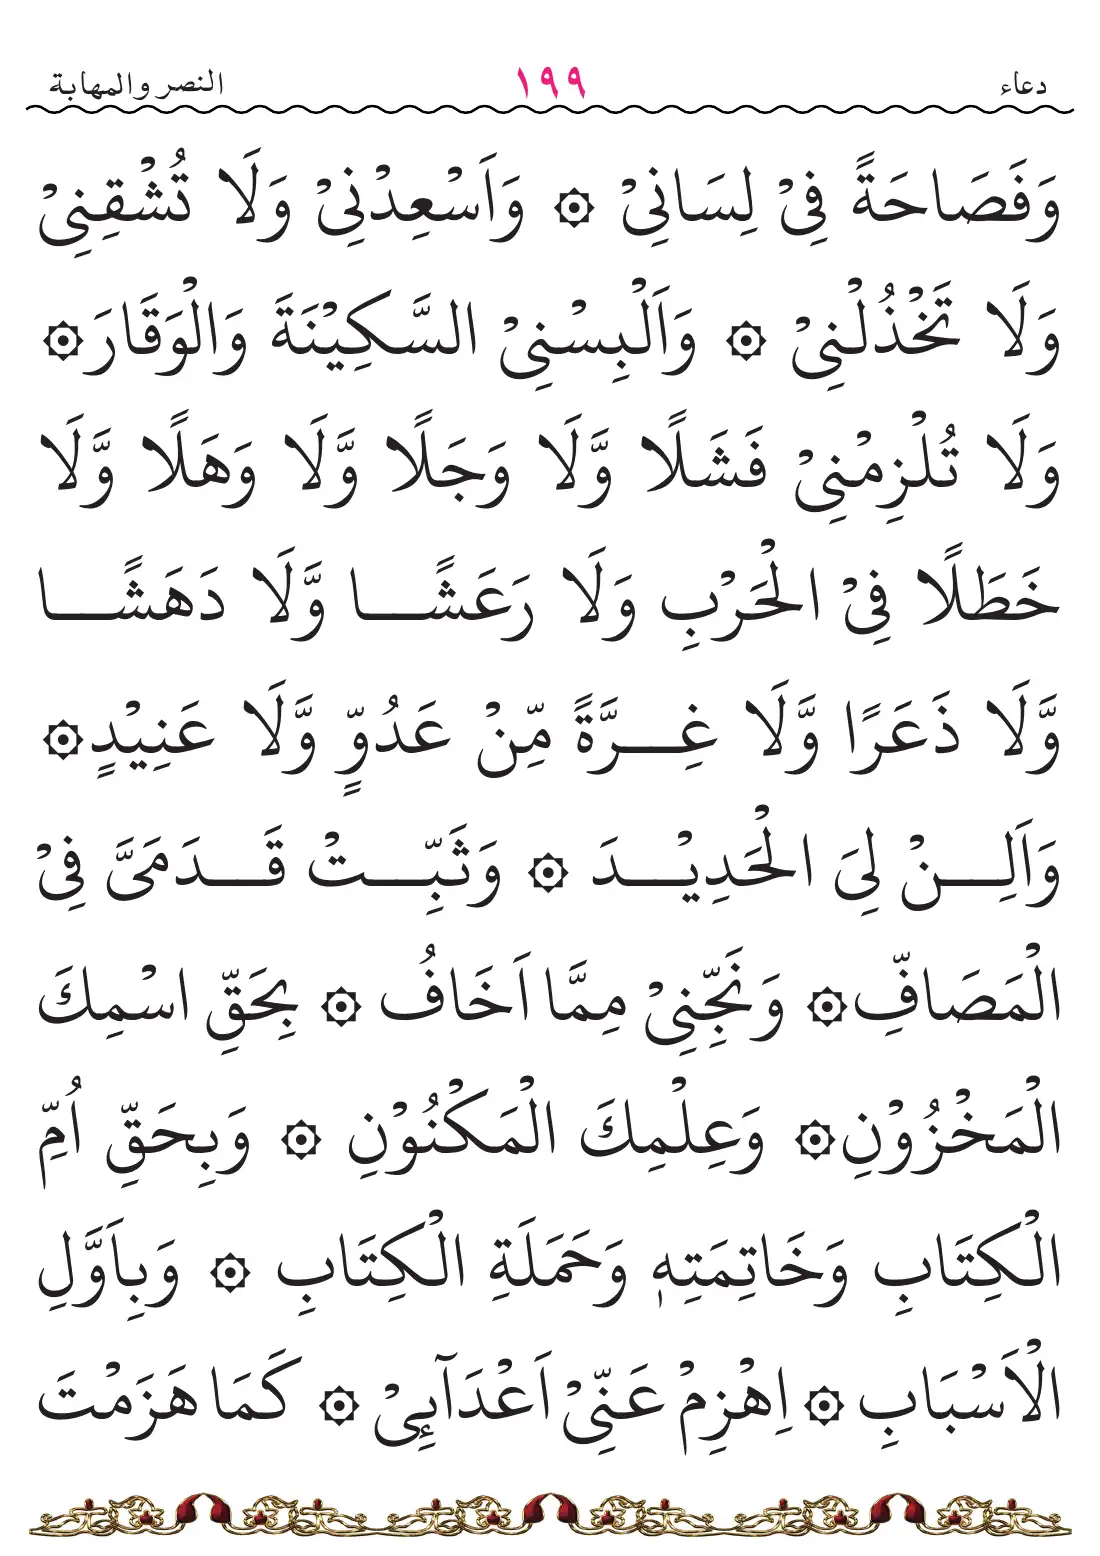 دعاء ١٩٩ النصر والمهابة
وَفَصَاحَةً فِىْ لِسَانِىْ ۞ وَاَسْعِدْنِىْ وَلَا تُشْقِنِىْ
وَلَا تَخْذُلْنِىْ ۞ وَاَلْبِسْنِىْ السَّكِيْنَةَ وَالْوَقَارَ ۞
وَلَا تُلْزِمْنِىْ فَشَلًا وَّلَا وَجَلًا وَّلَا وَهَلًا وَّلَا
خَطَلًا فِىْ الْحَرْبِ وَلَا رَعَشًا وَّلَا دَهَشًا
وَّلَا ذَعَرًا وَّلَا غِرَّةً مِّنْ عَدُوٍّ وَّلَا عَنِيْدٍ ۞
وَاَلِنْ لِىَ الْحَدِيْدَ ۞ وَثَبِّتْ قَدَمَىَّ فِىْ
الْمَصَافِّ ۞ وَنَجِّنِىْ مِمَّا اَخَافُ ۞ بِحَقِّ اسْمِكَ
الْمَخْزُوْنِ ۞ وَعِلْمِكَ الْمَكْنُوْنِ ۞ وَبِحَقِّ اُمِّ
الْكِتَابِ وَخَاتِمَتِهٖ وَحَمَلَةِ الْكِتَابِ ۞ وَبِاَوَّلِ
الْاَسْبَابِ ۞ اِهْزِمْ عَنِّىْ اَعْدَآىِٕىْ ۞ كَمَا هَزَمْتَ